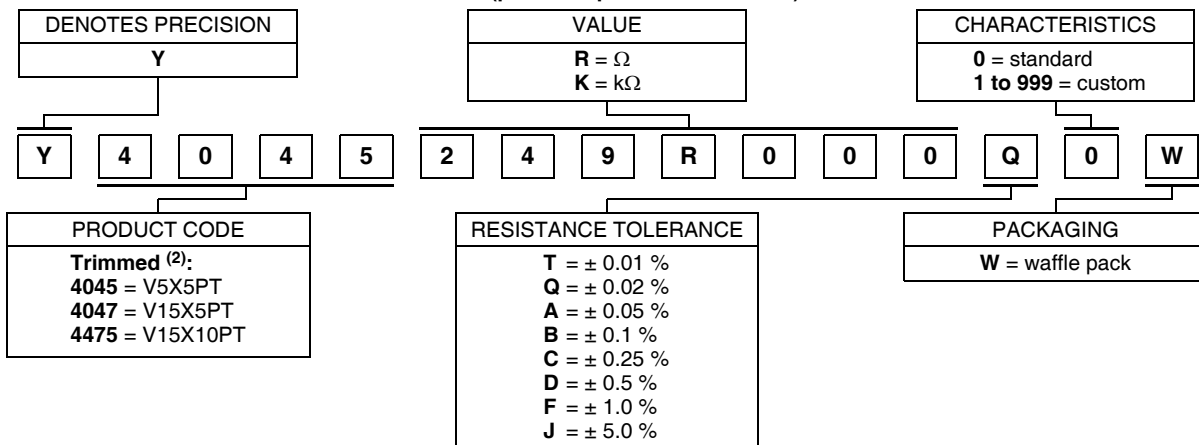 DENOTES PRECISION
Y
VALUE
R = Ω
K = kΩ
CHARACTERISTICS
0 = standard
1 to 999 = custom
Y 4 0 4 5 2 4 9 R 0 0 0 Q 0 W
PRODUCT CODE
Trimmed (2):
4045 = V5X5PT
4047 = V15X5PT
4475 = V15X10PT
RESISTANCE TOLERANCE
T = ± 0.01 %
Q = ± 0.02 %
A = ± 0.05 %
B = ± 0.1 %
C = ± 0.25 %
D = ± 0.5 %
F = ± 1.0 %
J = ± 5.0 %
PACKAGING
W = waffle pack